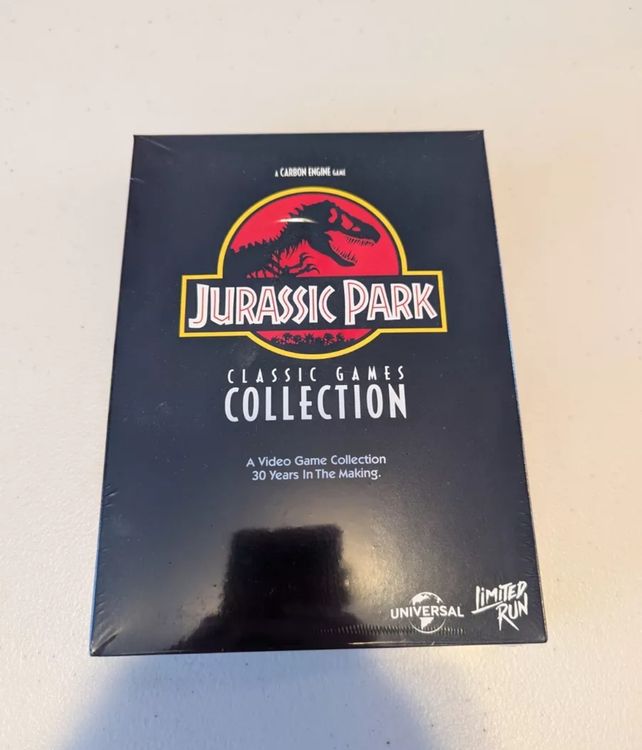 A CARBON ENGINE GAME
JURASSIC PARK
CLASSIC GAMES
COLLECTION
A Video Game Collection
30 Years In The Making.
UNIVERSAL
LIMITED
RUN